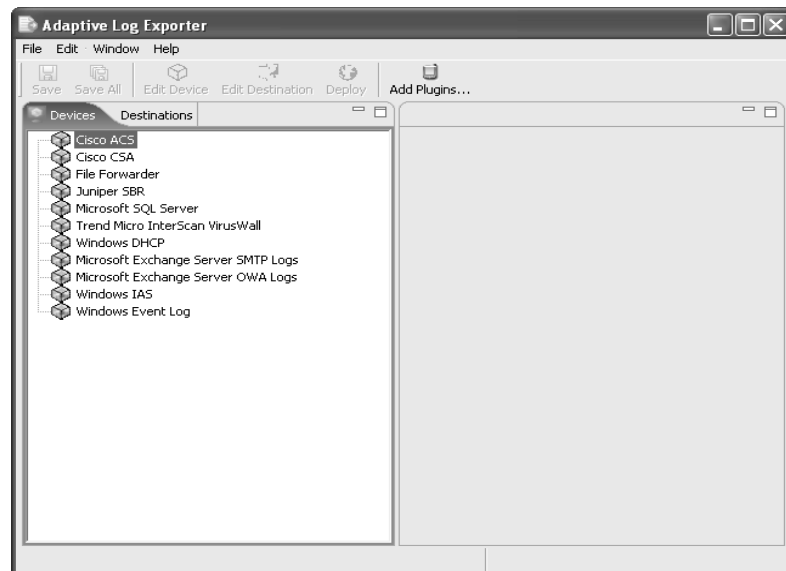 Adaptive Log Exporter
File Edit Window Help
Save Save All Edit Device Edit Destination Deploy Add Plugins...
Devices Destinations
Cisco ACS
Cisco CSA
File Forwarder
Juniper SBR
Microsoft SQL Server
Trend Micro InterScan VirusWall
Windows DHCP
Microsoft Exchange Server SMTP Logs
Microsoft Exchange Server OWA Logs
Windows IAS
Windows Event Log